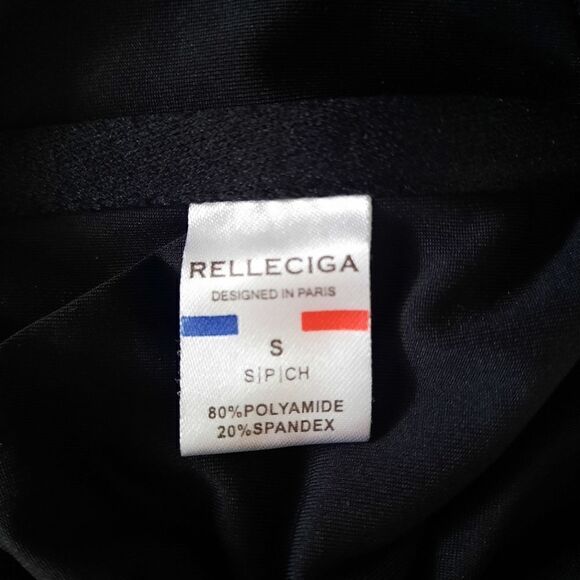 RELLECIGA
DESIGNED IN PARIS
S
S|P|CH
80%POLYAMIDE
20%SPANDEX